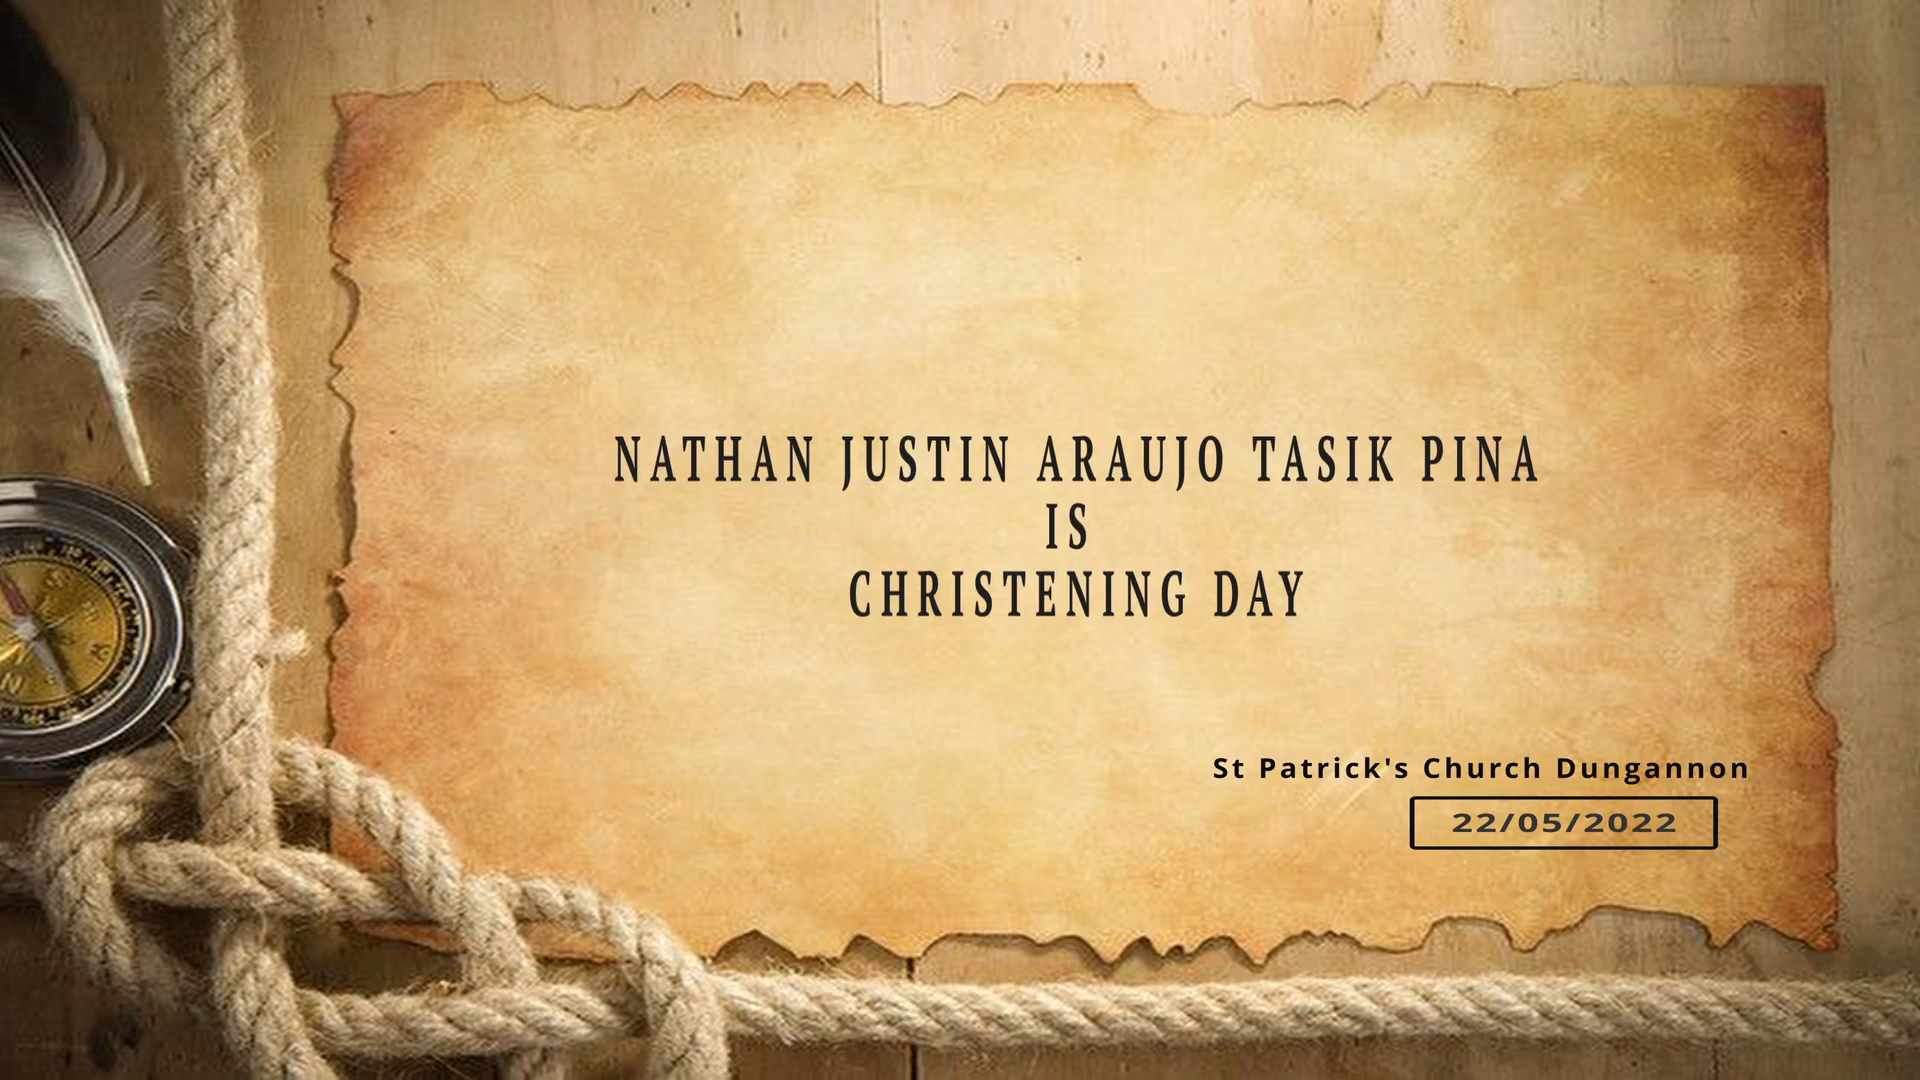 NATHAN JUSTIN ARAUJO TASIK PINA
IS
CHRISTENING DAY
St Patrick's Church Dungannon
22/05/2022